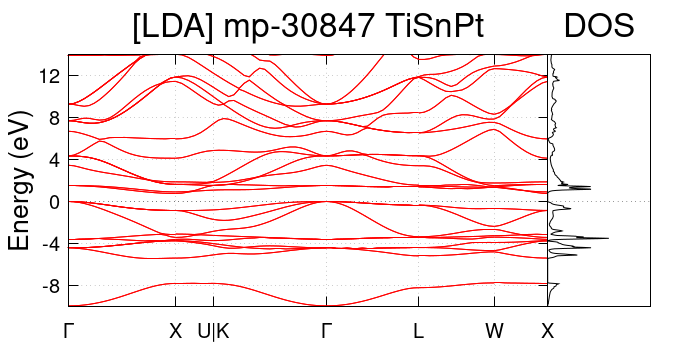 [LDA] mp-30847 TiSnPt DOS
Energy (eV)
12
8
4
0
-4
-8
Γ X U|K Γ L W X